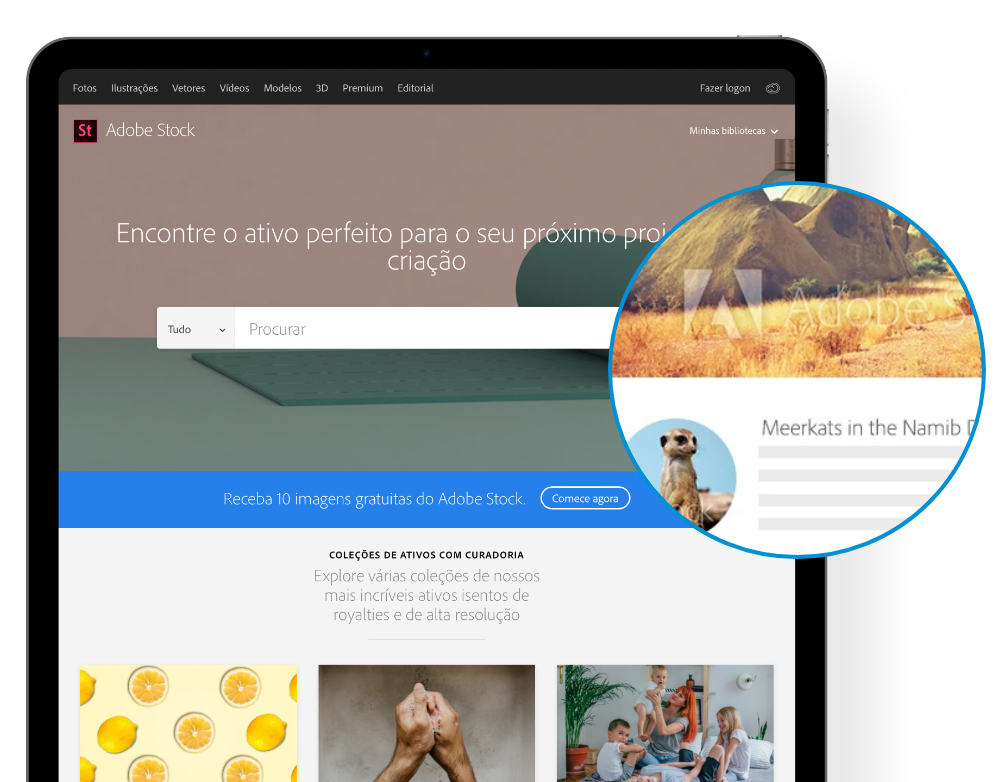 Fotos Ilustrações Vetores Vídeos Modelos 3D Premium Editorial Fazer logon
St Adobe Stock
Minhas bibliotecas
Encontre o ativo perfeito para o seu próximo proj
criação
Tudo Procurar
Adobe S
Meerkats in the Namib D
Receba 10 imagens gratuitas do Adobe Stock. Comece agora
COLEÇÕES DE ATIVOS COM CURADORIA
Explore várias coleções de nossos
mais incríveis ativos isentos de
royalties e de alta resolução